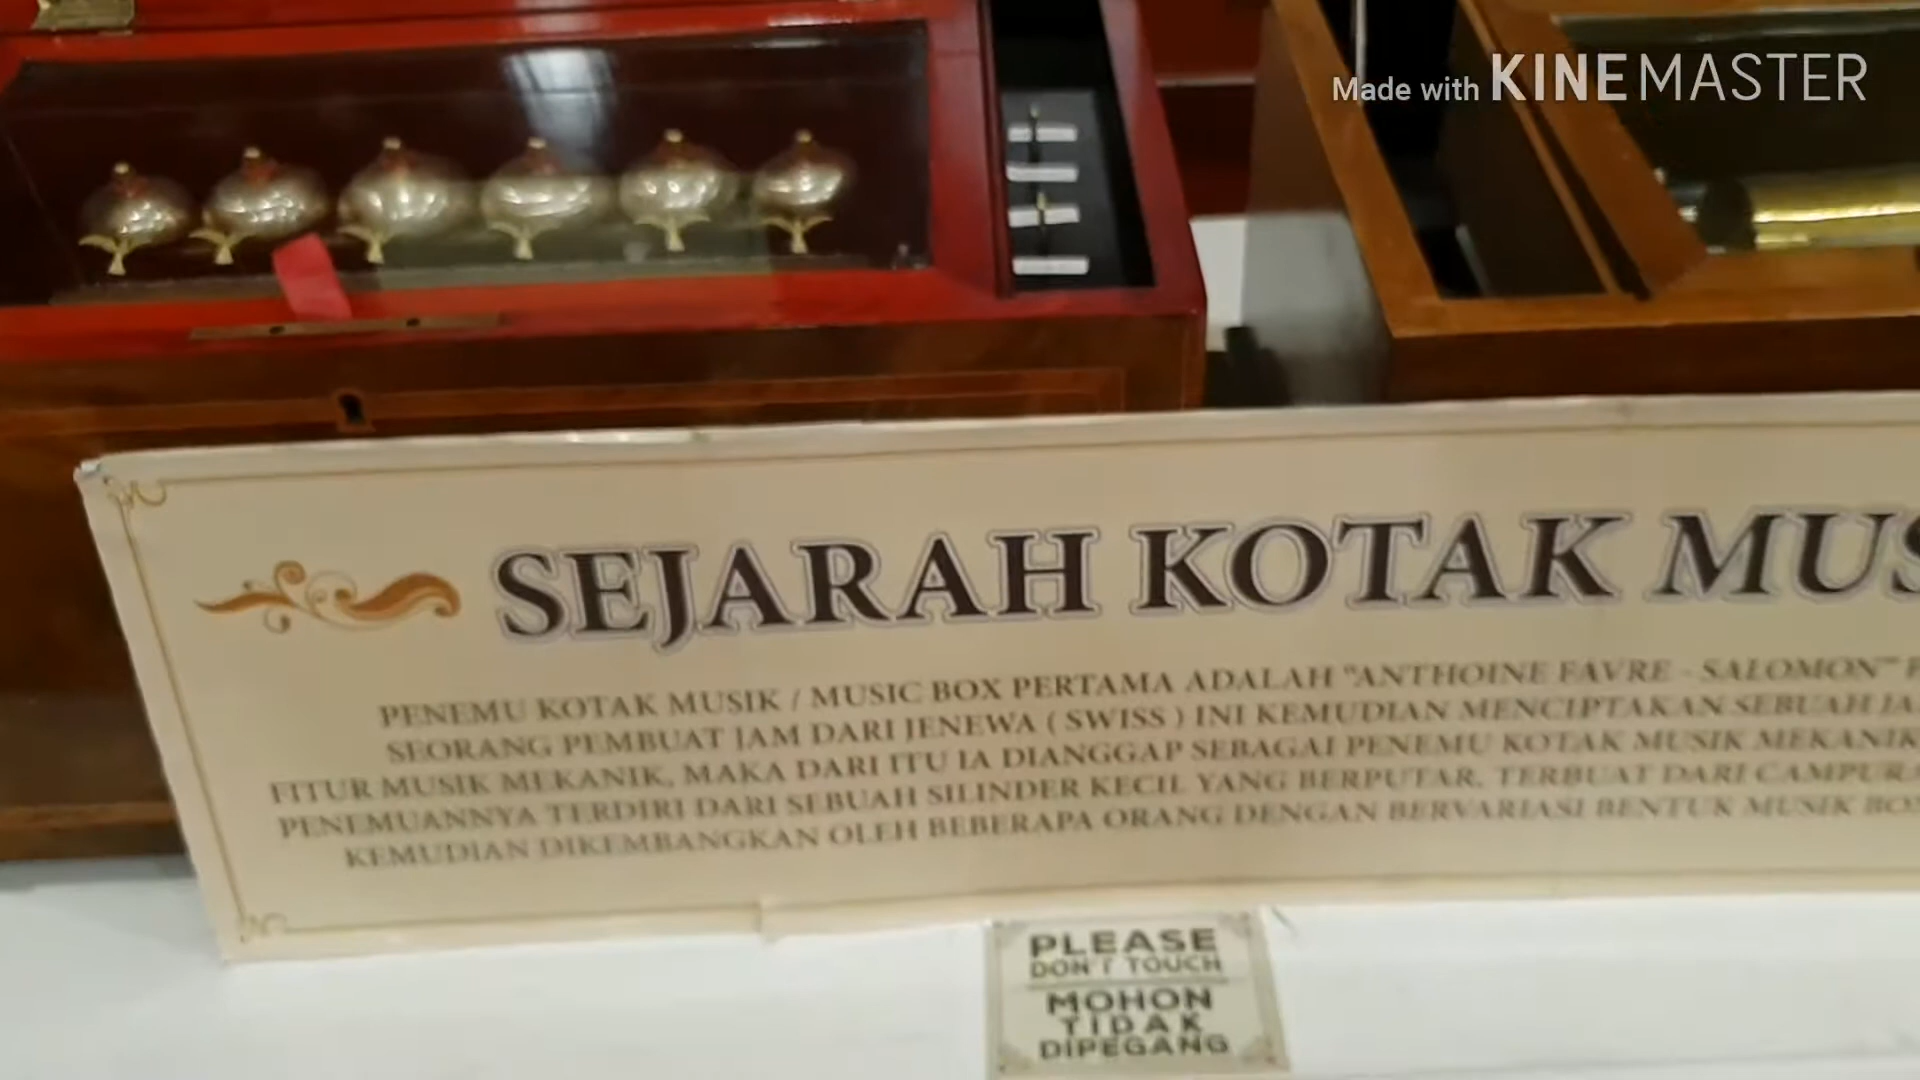 Made with KINEMASTER
SEJARAH KOTAK MUS
PENEMU KOTAK MUSIK / MUSIC BOX PERTAMA ADALAH "ANTHOINE FAVRE - SALOMON"
SEORANG PEMBUAT JAM DARI JENEWA ( SWISS ) INI KEMUDIAN MENCIPTAKAN SEBUAH JA
FITUR MUSIK MEKANIK, MAKA DARI ITU IA DIANGGAP SEBAGAI PENEMU KOTAK MUSIK MEKANIK
PENEMUANNYA TERDIRI DARI SEBUAH SILINDER KECIL YANG BERPUTAR, TERBUAT DARI CAMPURA
KEMUDIAN DIKEMBANGKAN OLEH BEBERAPA ORANG DENGAN BERVARIASI BENTUK MUSIK BOX
PLEASE
DON'T TOUCH
MOHON
TIDAK
DIPEGANG